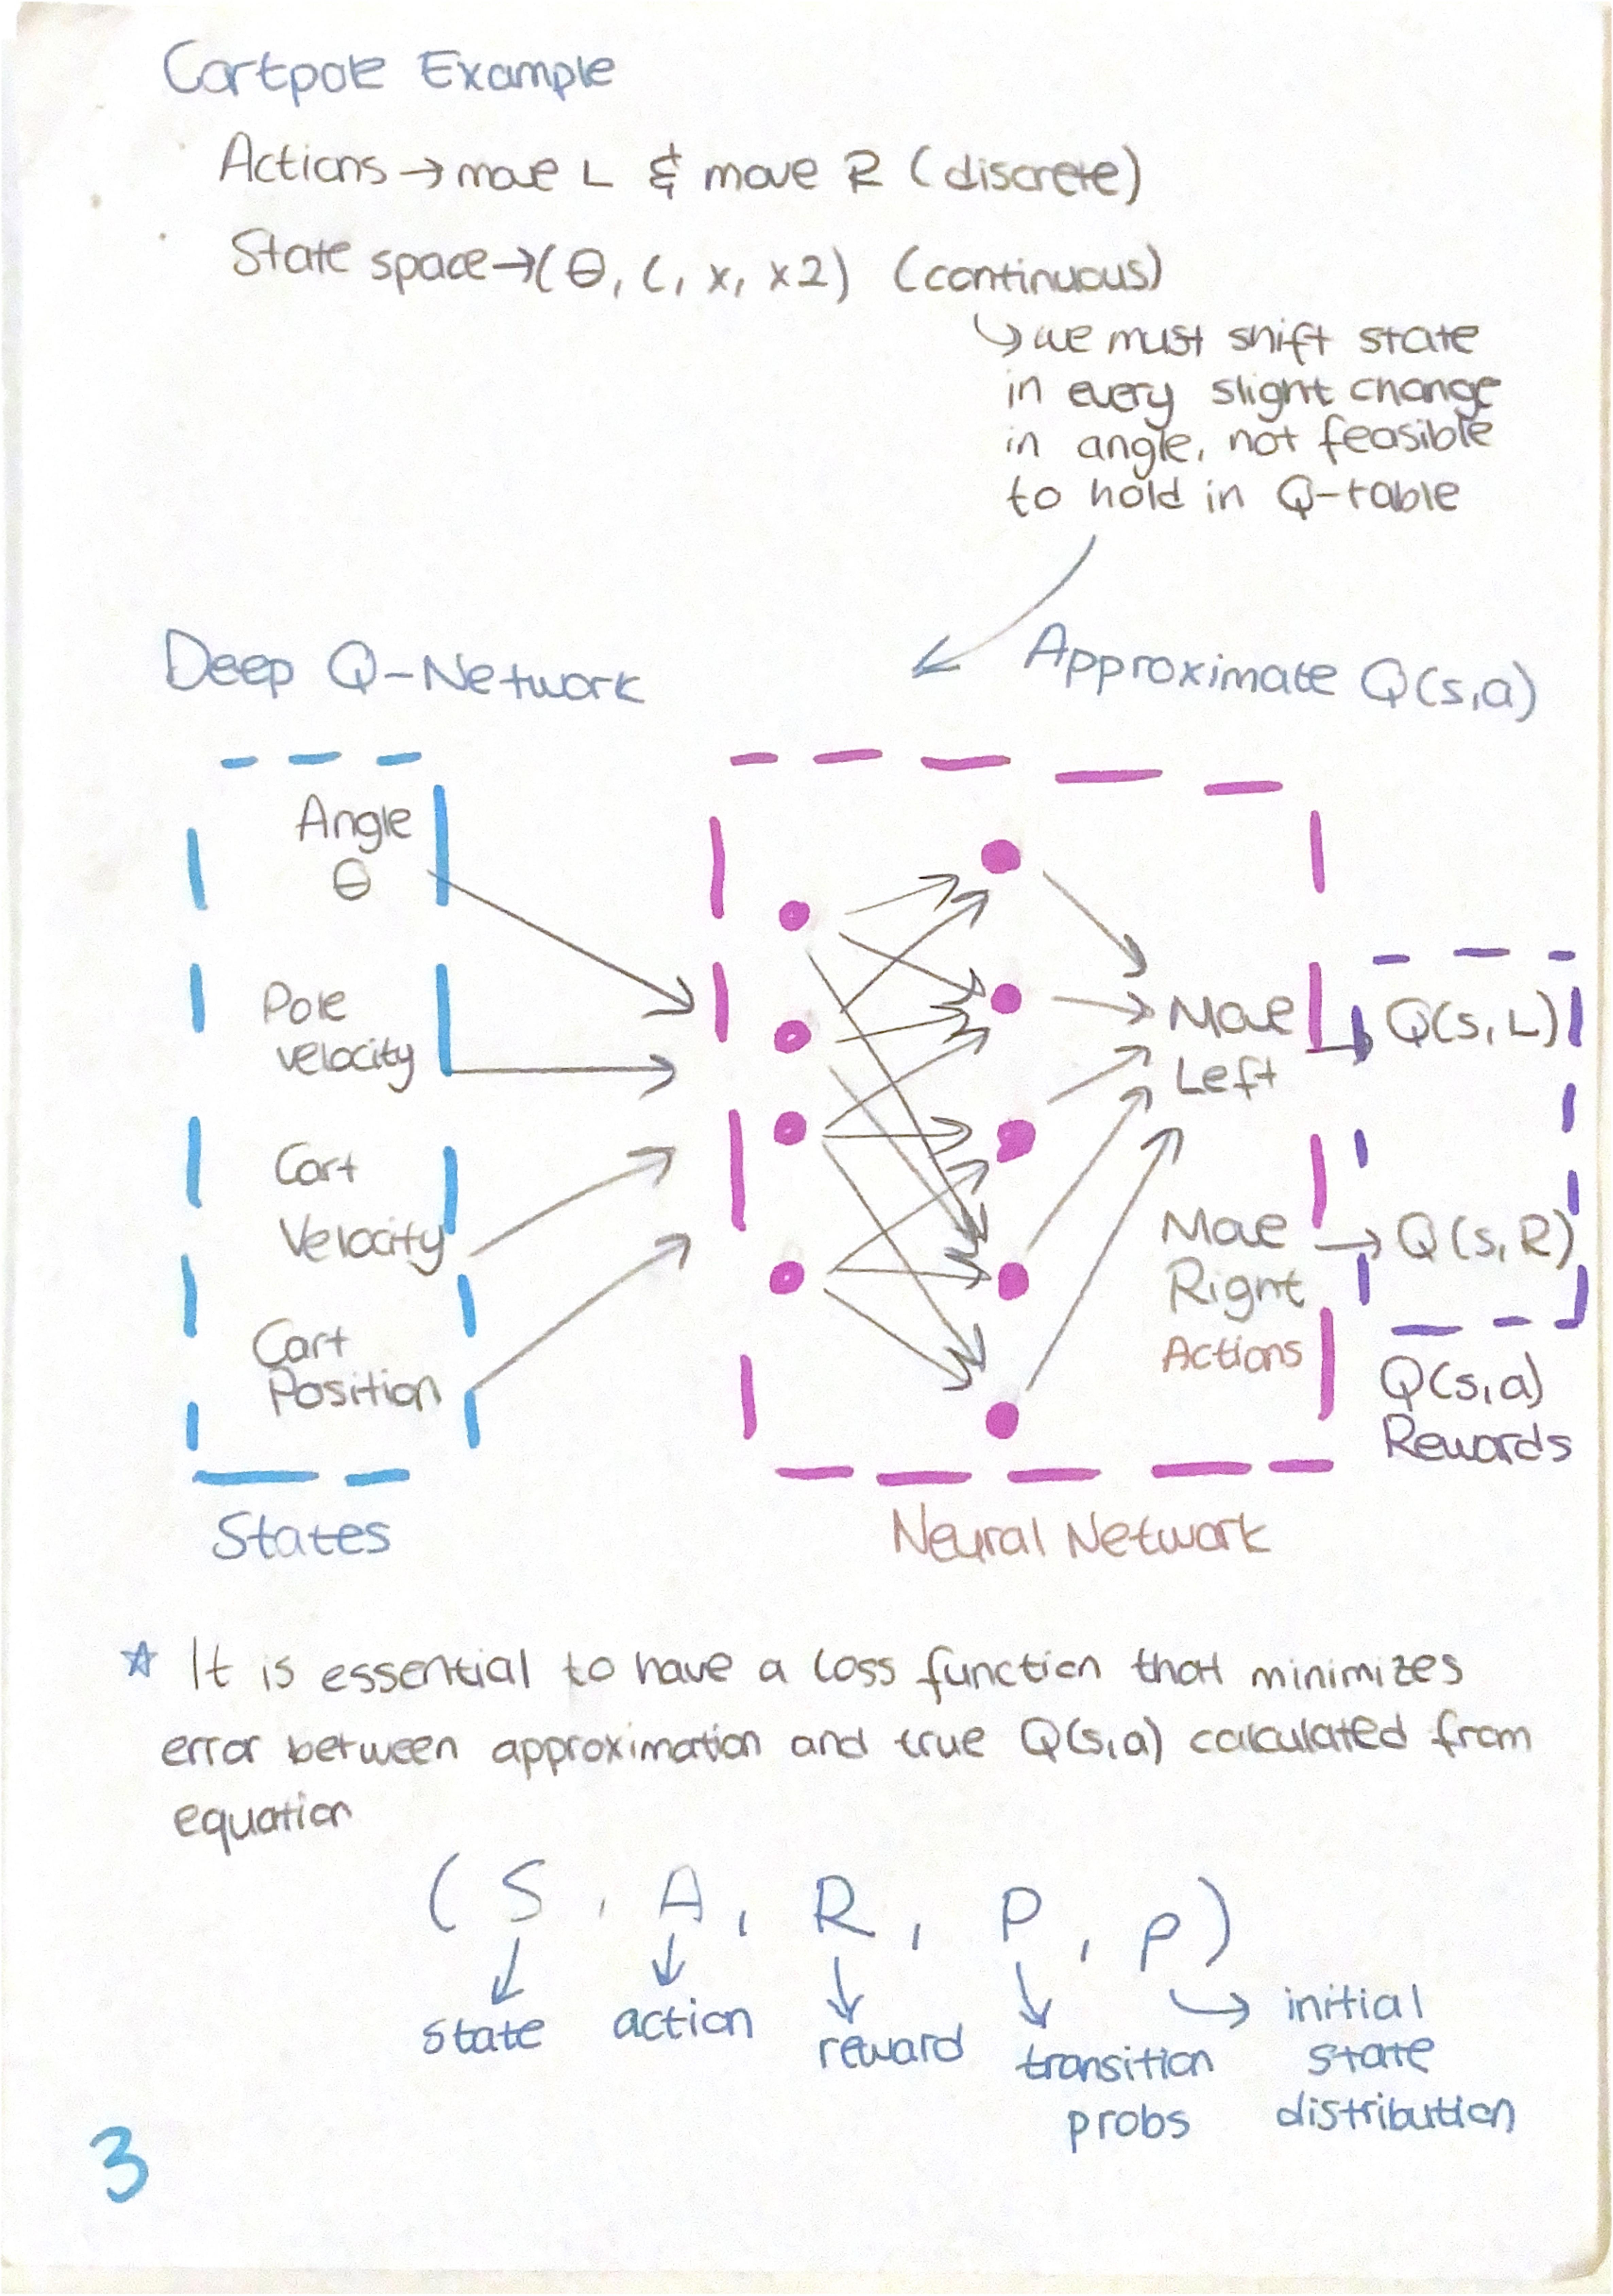 Cartpole Example
Actions → move L & move R (discrete)
State space → (θ, (, x, x2) (continuous)
↳ we must shift state
in every slight change
in angle, not feasible
to hold in Q-table
Deep Q-Network
Approximate Q(s,a)
Angle
θ
Pole
velocity
Cart
Velocity
Cart
Position
States
Move
Left
Move
Right
Actions
Neural Network
Q(s,L)
Q(s,R)
Q(s,a)
Rewards
☆ It is essential to have a loss function that minimizes
error between approximation and true Q(s,a) calculated from
equation
(S, A, R, P, ρ)
state
action
reward
transition
probs
initial
state
distribution
3